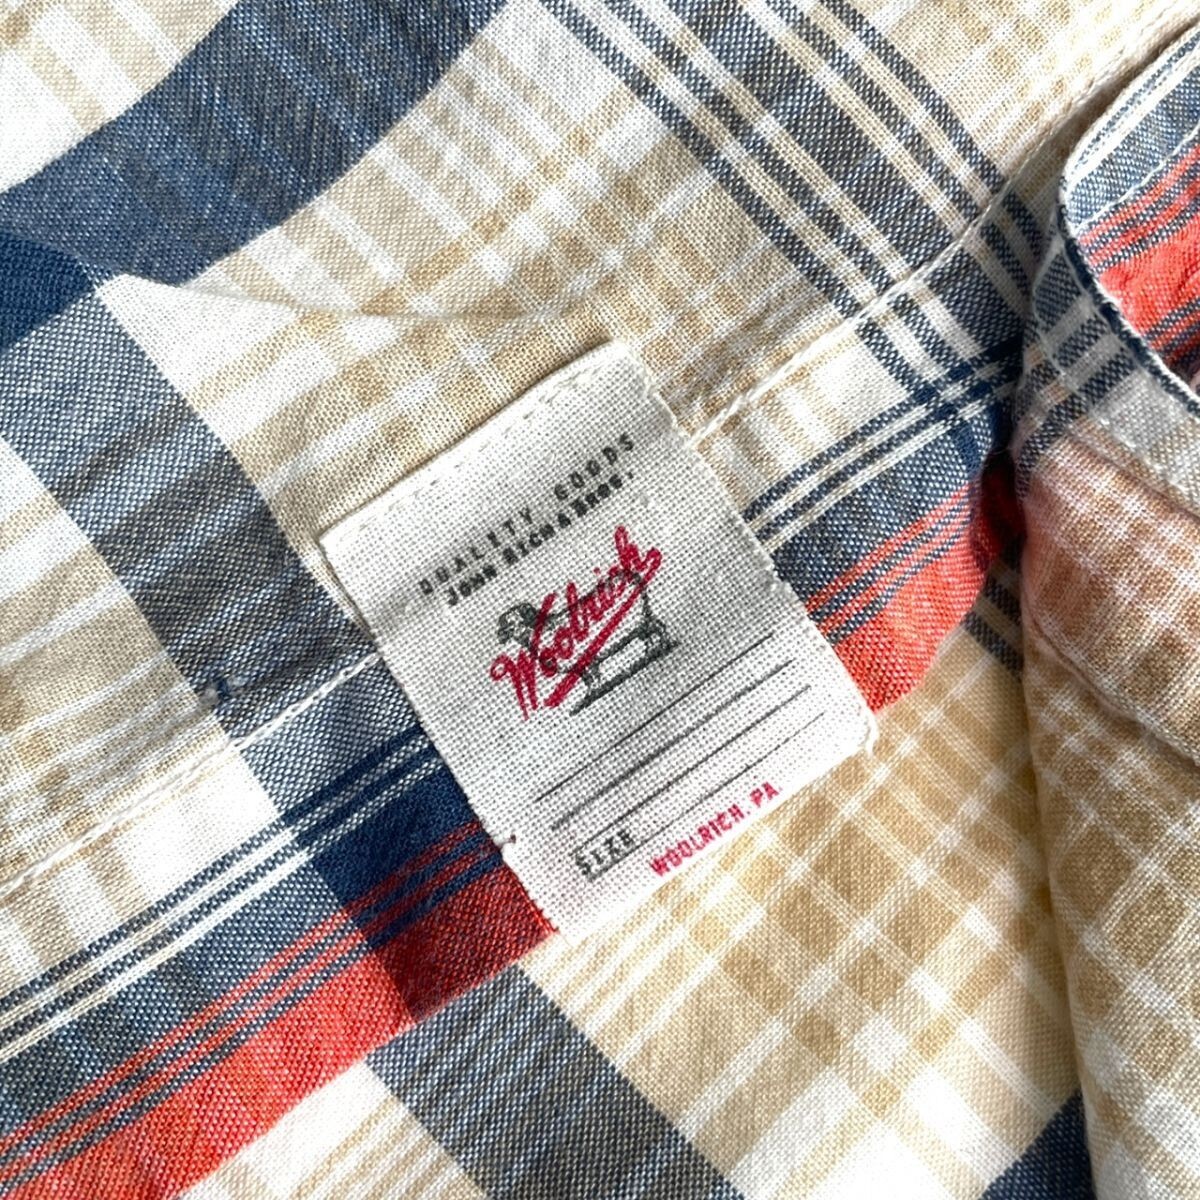 QUALITY GOODS
JOHN RICH & BROS.
Woolrich
SIZE
WOOLRICH, PA